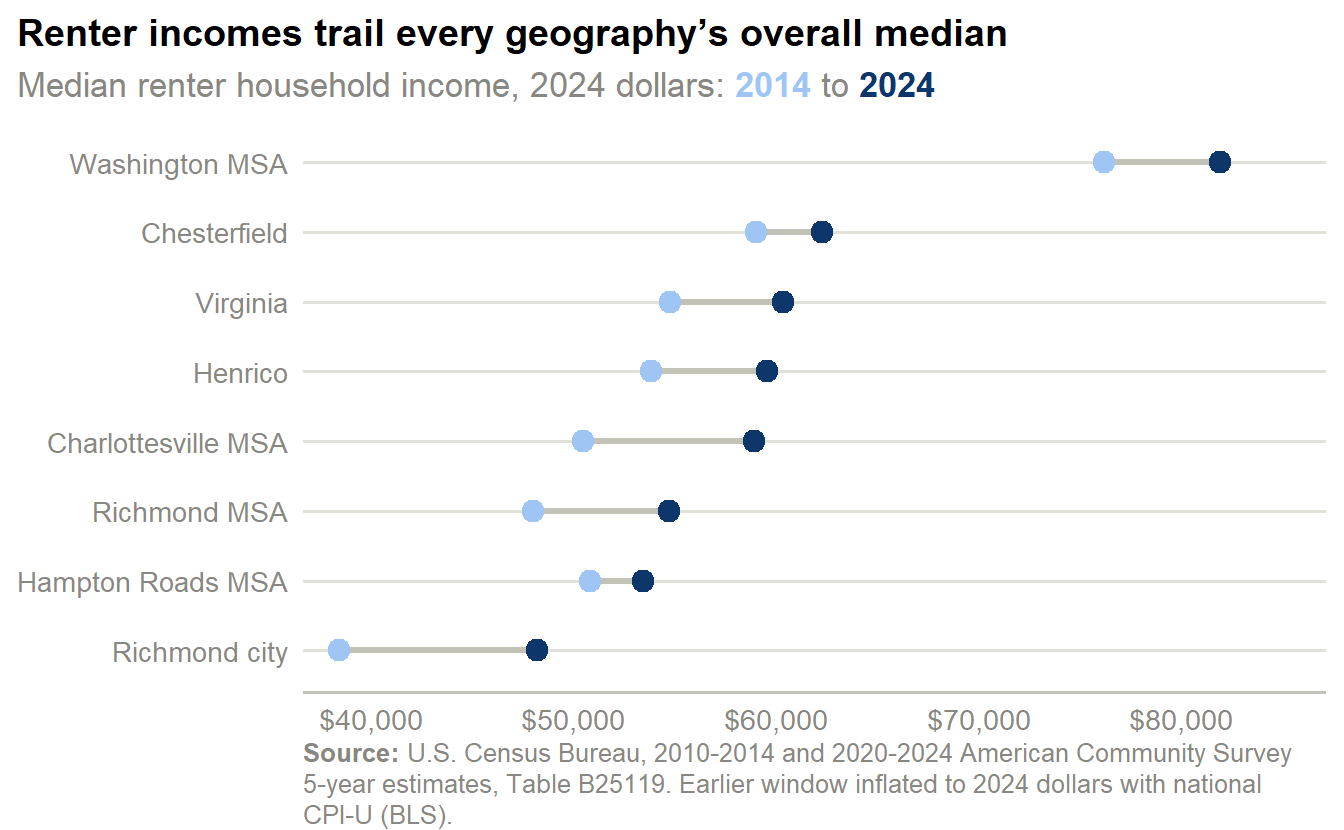 Renter incomes trail every geography’s overall median
Median renter household income, 2024 dollars: 2014 to 2024
Washington MSA
Chesterfield
Virginia
Henrico
Charlottesville MSA
Richmond MSA
Hampton Roads MSA
Richmond city
$40,000 $50,000 $60,000 $70,000 $80,000
Source: U.S. Census Bureau, 2010-2014 and 2020-2024 American Community Survey
5-year estimates, Table B25119. Earlier window inflated to 2024 dollars with national
CPI-U (BLS).